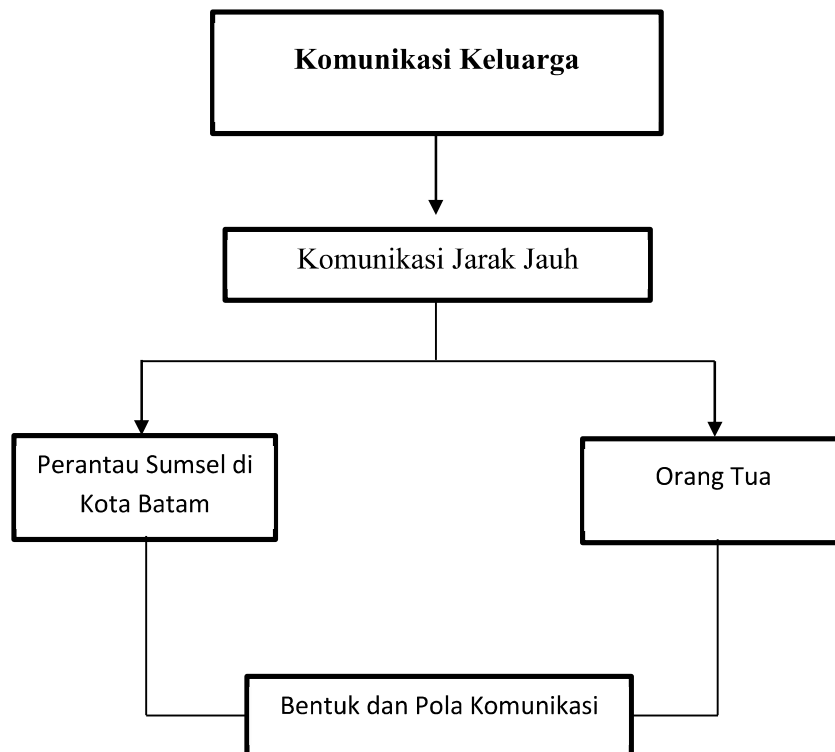 Komunikasi Keluarga
Komunikasi Jarak Jauh
Perantau Sumsel di
Kota Batam
Orang Tua
Bentuk dan Pola Komunikasi